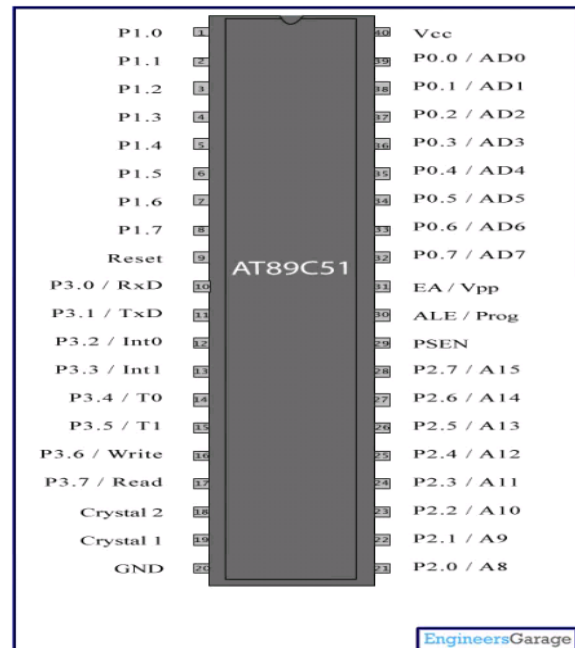 P1.0 1 40 Vcc
P1.1 2 39 P0.0 / AD0
P1.2 3 38 P0.1 / AD1
P1.3 4 37 P0.2 / AD2
P1.4 5 36 P0.3 / AD3
P1.5 6 35 P0.4 / AD4
P1.6 7 34 P0.5 / AD5
P1.7 8 33 P0.6 / AD6
Reset 9 32 P0.7 / AD7
AT89C51
P3.0 / RxD 10 31 EA / Vpp
P3.1 / TxD 11 30 ALE / Prog
P3.2 / Int0 12 29 PSEN
P3.3 / Int1 13 28 P2.7 / A15
P3.4 / T0 14 27 P2.6 / A14
P3.5 / T1 15 26 P2.5 / A13
P3.6 / Write 16 25 P2.4 / A12
P3.7 / Read 17 24 P2.3 / A11
Crystal 2 18 23 P2.2 / A10
Crystal 1 19 22 P2.1 / A9
GND 20 21 P2.0 / A8
EngineersGarage